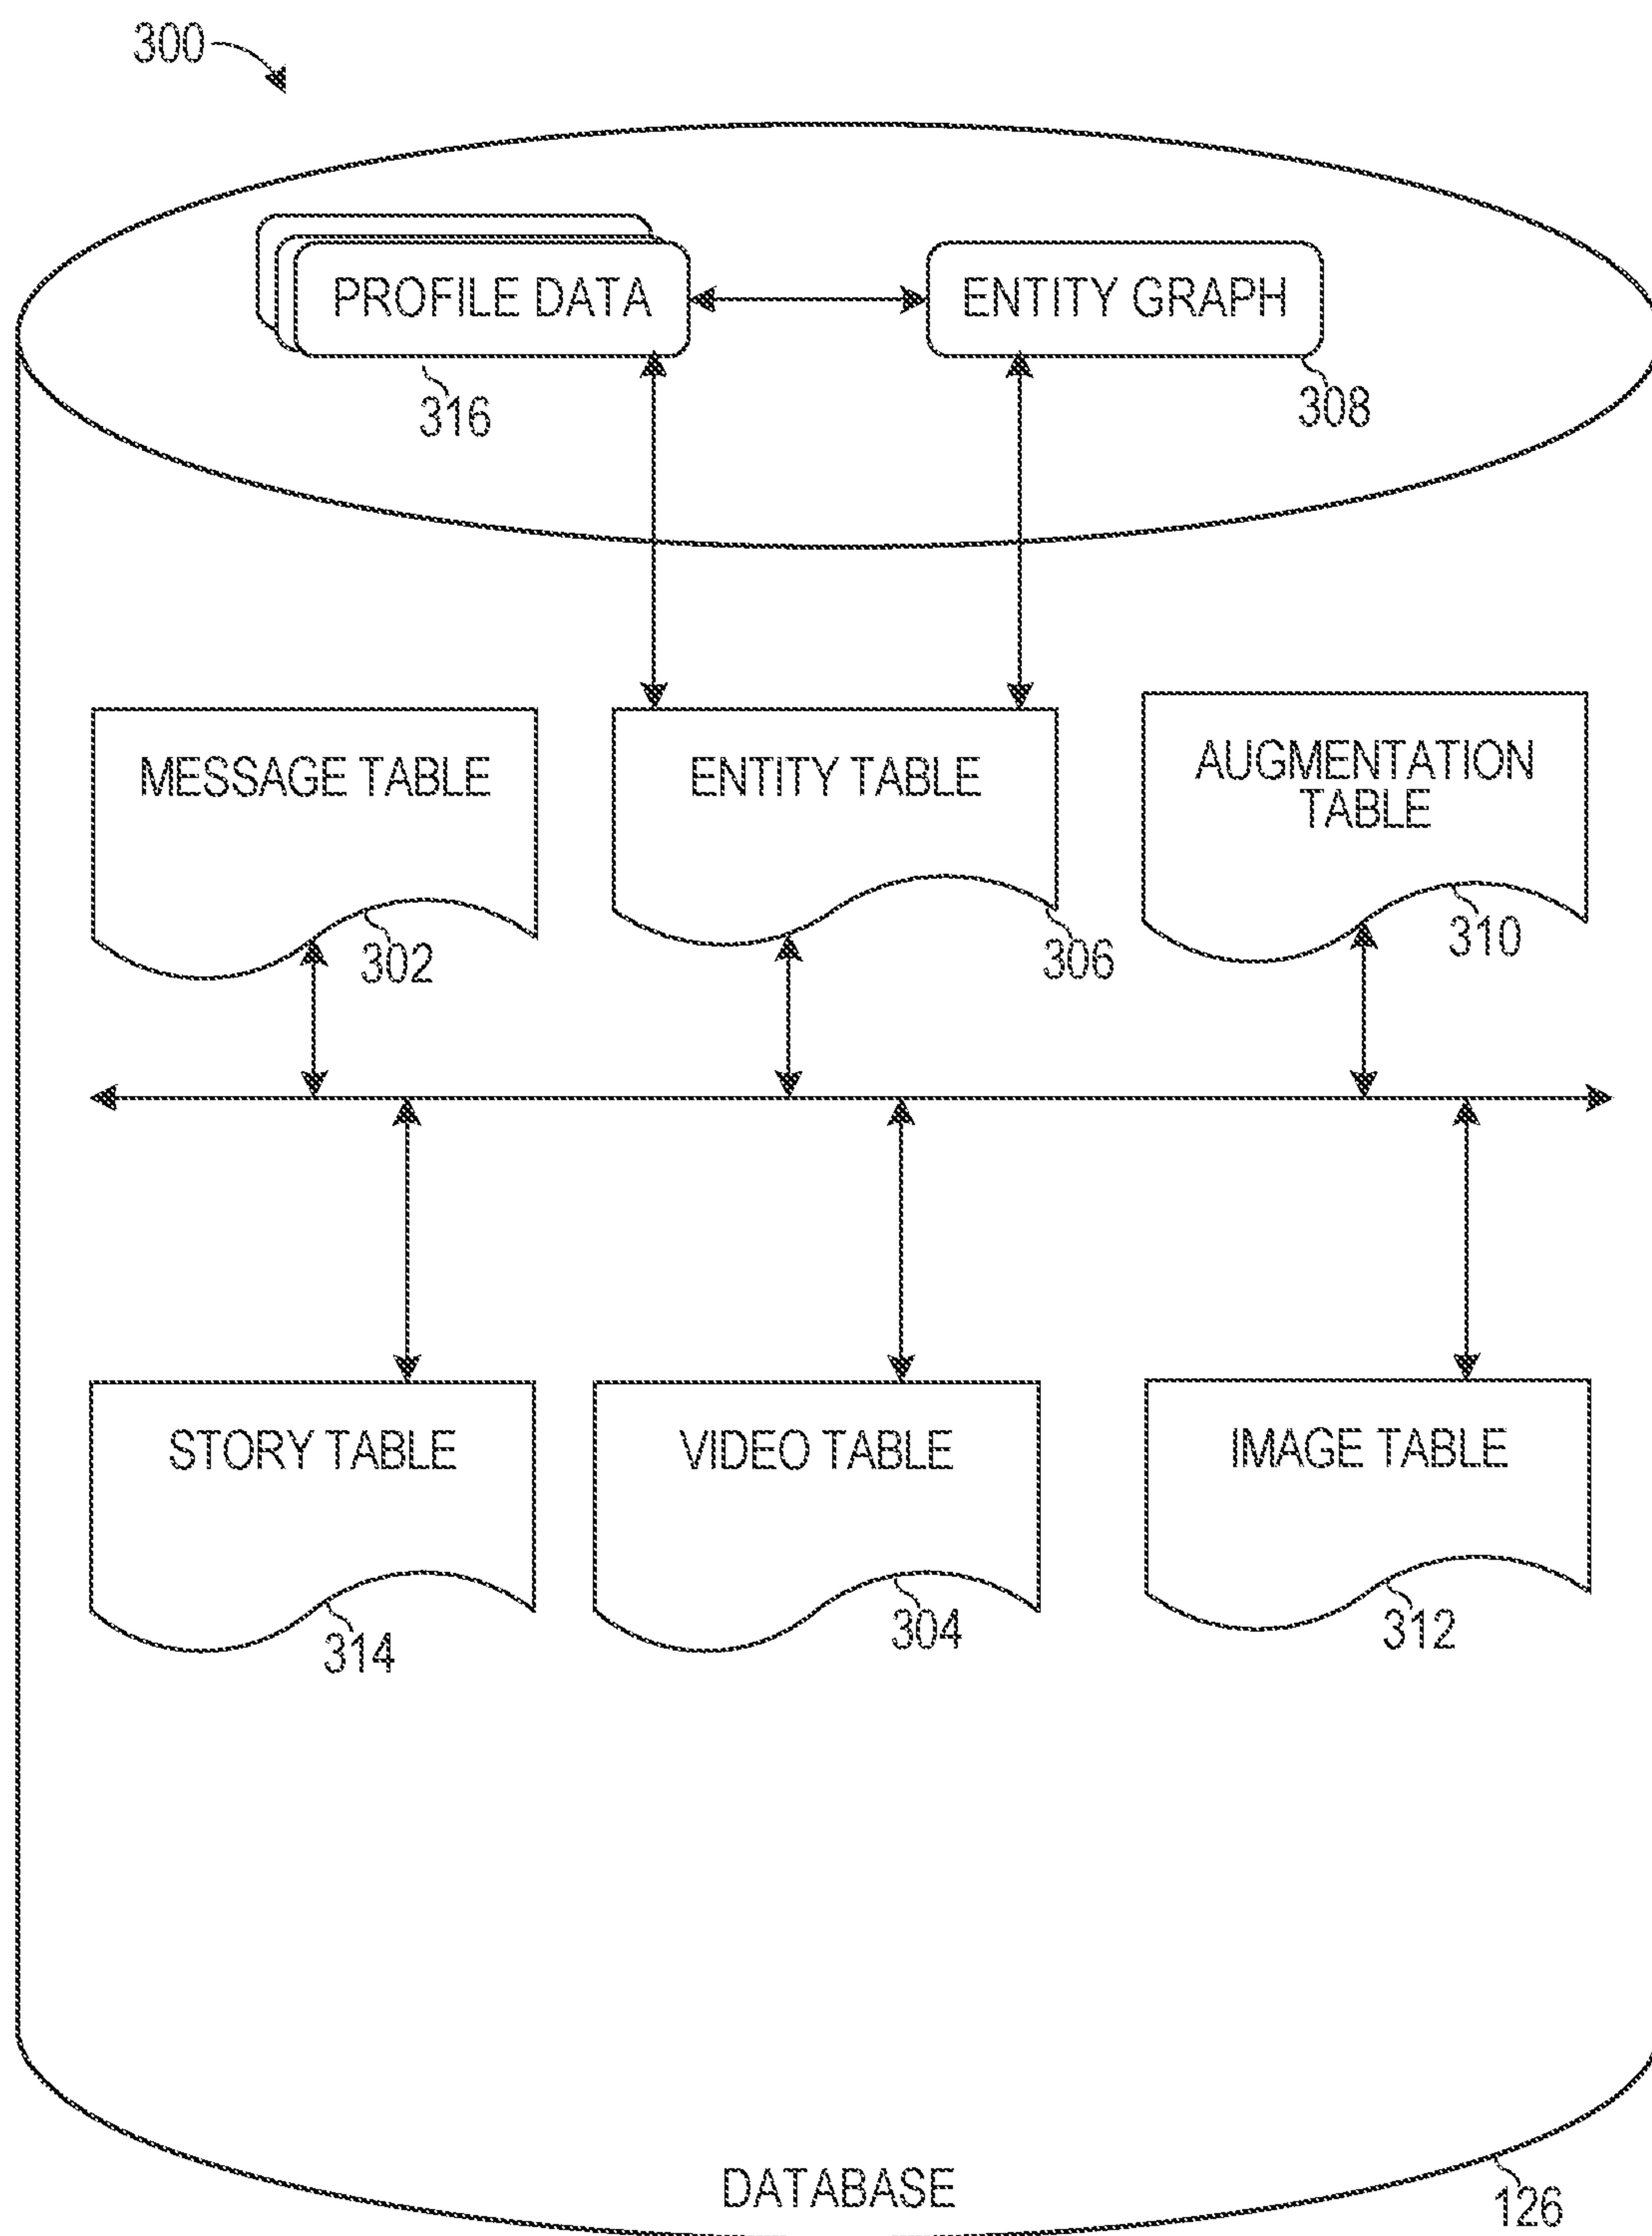 300
PROFILE DATA
ENTITY GRAPH
316
308
MESSAGE TABLE
ENTITY TABLE
AUGMENTATION
TABLE
302
306
310
STORY TABLE
VIDEO TABLE
IMAGE TABLE
314
304
312
DATABASE
126